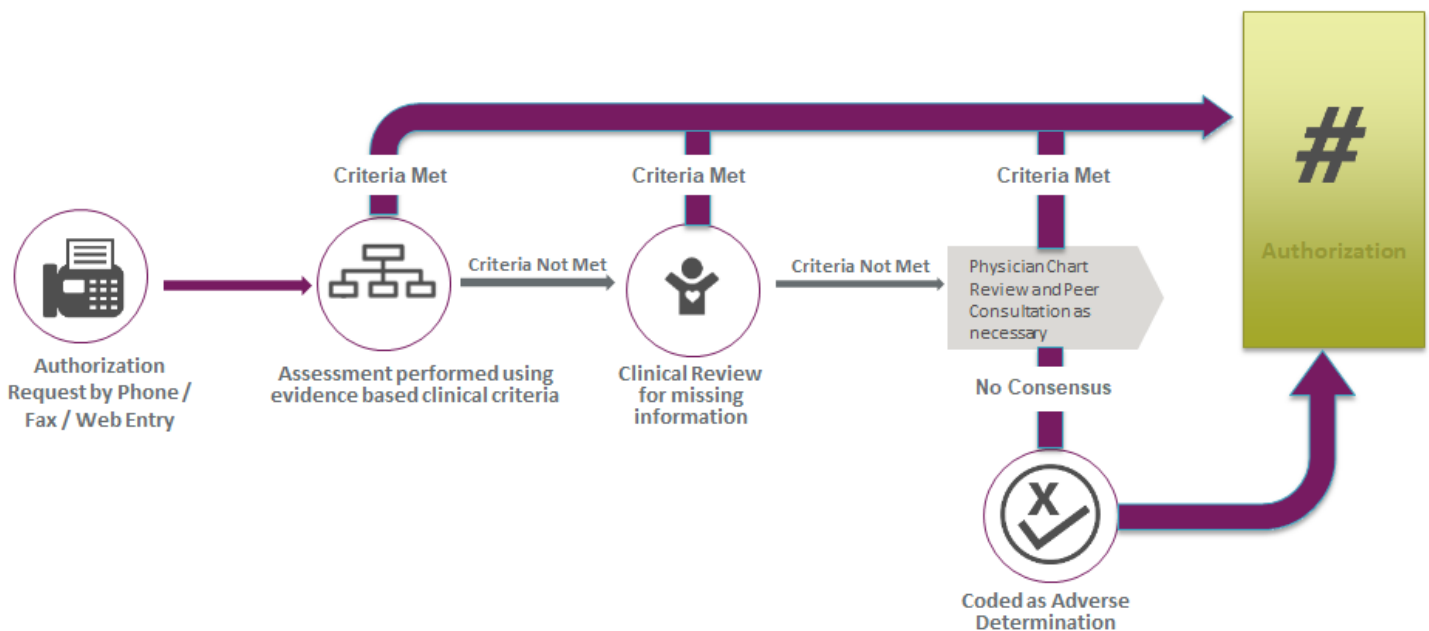 #
Authorization
Criteria Met
Criteria Met
Criteria Met
Criteria Not Met
Criteria Not Met
Physician Chart
Review and Peer
Consultation as
necessary
Authorization
Request by Phone /
Fax / Web Entry
Assessment performed using
evidence based clinical criteria
Clinical Review
for missing
information
No Consensus
X
Coded as Adverse
Determination